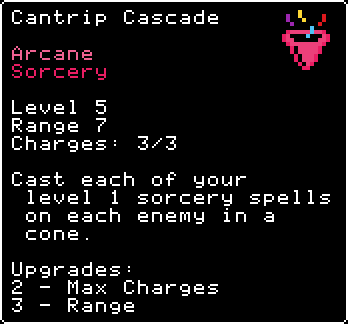 Cantrip Cascade
Arcane
Sorcery
Level 5
Range 7
Charges: 3/3
Cast each of your
level 1 sorcery spells
on each enemy in a
cone.
Upgrades:
2 - Max Charges
3 - Range